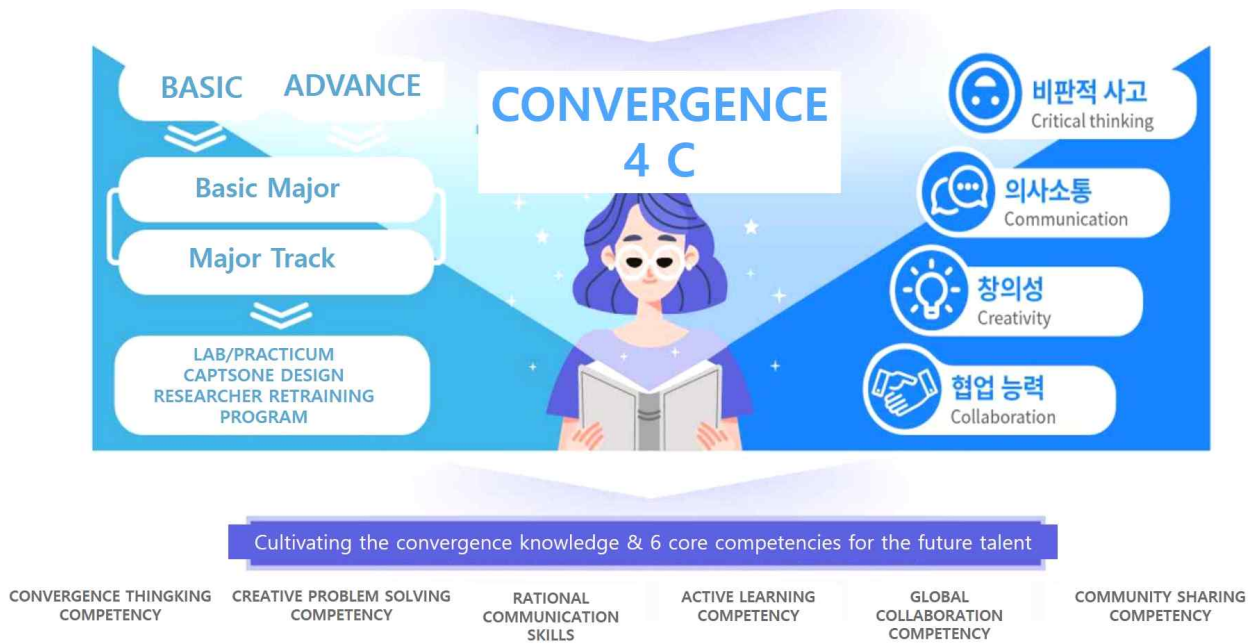 BASIC
ADVANCE
Basic Major
Major Track
LAB/PRACTICUM
CAPTSONE DESIGN
RESEARCHER RETRAINING
PROGRAM
CONVERGENCE
4 C
비판적 사고
Critical thinking
의사소통
Communication
창의성
Creativity
협업 능력
Collaboration
Cultivating the convergence knowledge & 6 core competencies for the future talent
CONVERGENCE THINGKING
COMPETENCY
CREATIVE PROBLEM SOLVING
COMPETENCY
RATIONAL
COMMUNICATION
SKILLS
ACTIVE LEARNING
COMPETENCY
GLOBAL
COLLABORATION
COMPETENCY
COMMUNITY SHARING
COMPETENCY